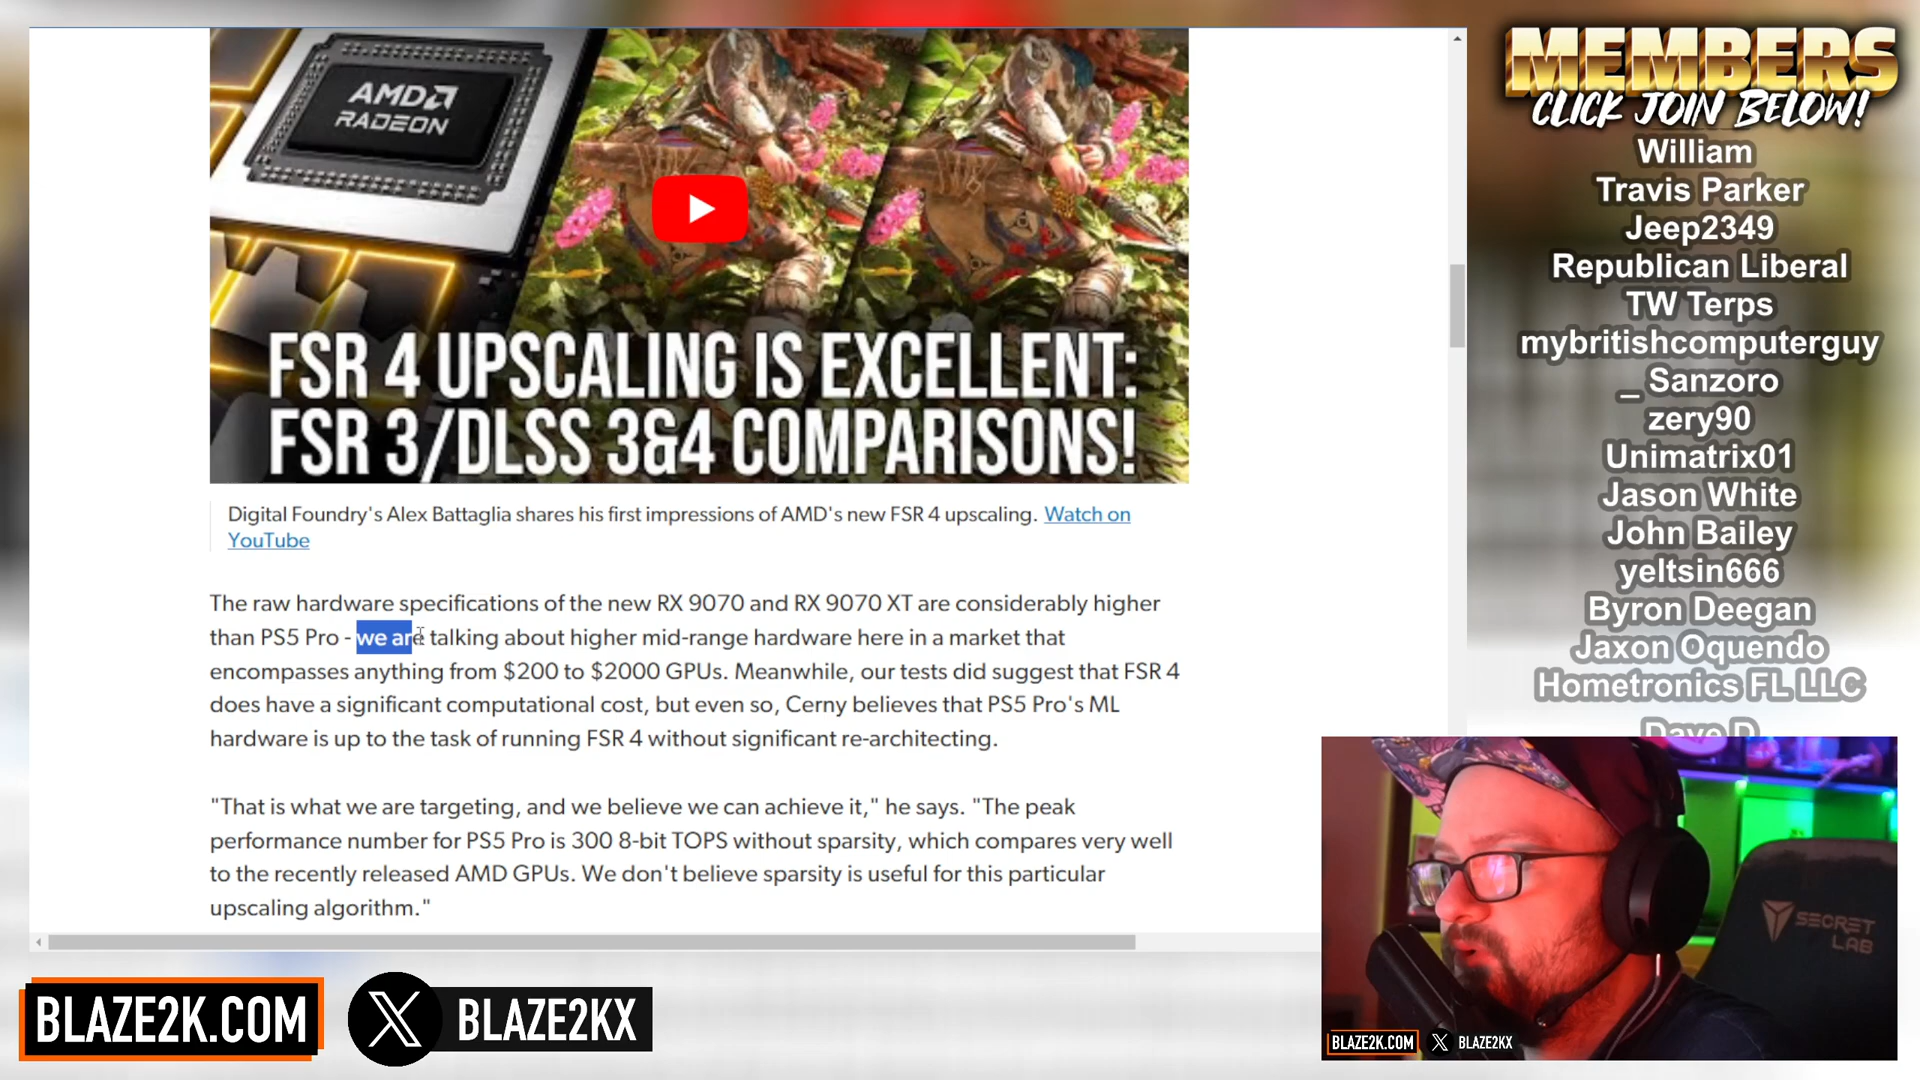 AMD
RADEON
FSR 4 UPSCALING IS EXCELLENT:
FSR 3/DLSS 3&4 COMPARISONS!
Digital Foundry's Alex Battaglia shares his first impressions of AMD's new FSR 4 upscaling. Watch on
YouTube
The raw hardware specifications of the new RX 9070 and RX 9070 XT are considerably higher
than PS5 Pro - we are talking about higher mid-range hardware here in a market that
encompasses anything from $200 to $2000 GPUs. Meanwhile, our tests did suggest that FSR 4
does have a significant computational cost, but even so, Cerny believes that PS5 Pro's ML
hardware is up to the task of running FSR 4 without significant re-architecting.
"That is what we are targeting, and we believe we can achieve it," he says. "The peak
performance number for PS5 Pro is 300 8-bit TOPS without sparsity, which compares very well
to the recently released AMD GPUs. We don't believe sparsity is useful for this particular
upscaling algorithm."
MEMBERS
CLICK JOIN BELOW!
William
Travis Parker
Jeep2349
Republican Liberal
TW Terps
mybritishcomputerguy
_ Sanzoro
zery90
Unimatrix01
Jason White
John Bailey
yeltsin666
Byron Deegan
Jaxon Oquendo
Hometronics FL LLC
Dave D
SECRET
LAB
BLAZE2K.COM
BLAZE2KX
BLAZE2K.COM
BLAZE2KX